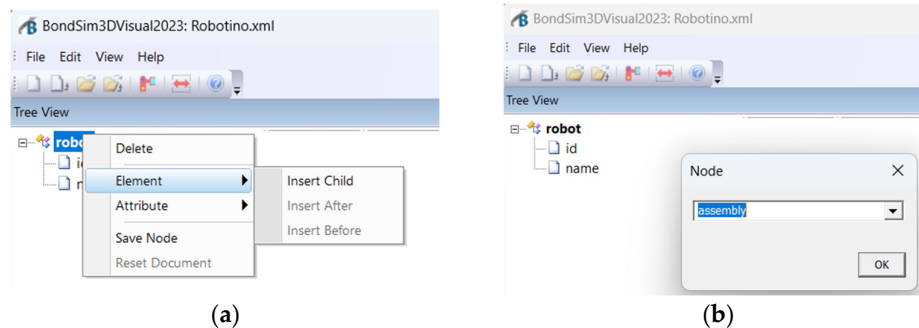 BondSim3DVisual2023: Robotino.xml
File Edit View Help
Tree View
robo
Delete
Element
Attribute
Save Node
Reset Document
Insert Child
Insert After
Insert Before
(a)
BondSim3DVisual2023: Robotino.xml
File Edit View Help
Tree View
robot
id
name
Node
assembly
OK
(b)